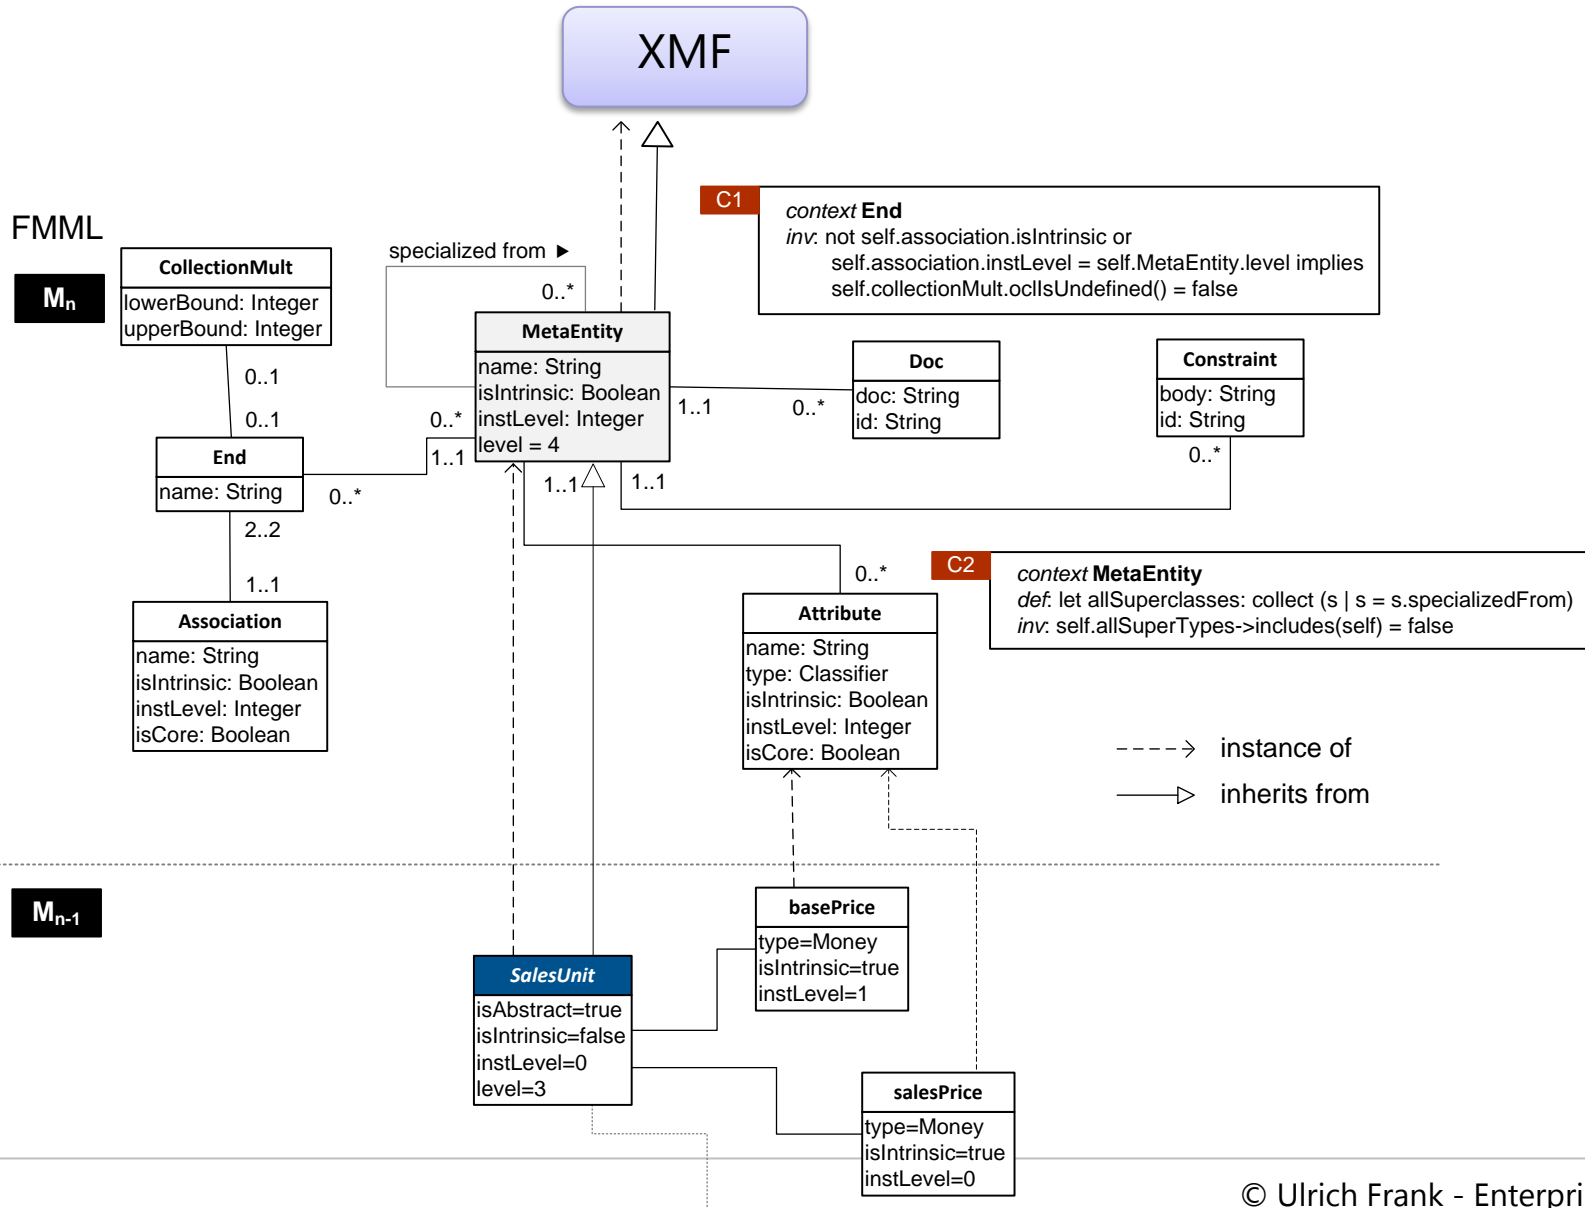 XMF
C1
context End
inv: not self.association.isIntrinsic or
self.association.instLevel = self.MetaEntity.level implies
self.collectionMult.oclIsUndefined() = false
FMML
Mn
CollectionMult
lowerBound: Integer
upperBound: Integer
specialized from ►
0..*
MetaEntity
name: String
isIntrinsic: Boolean
instLevel: Integer
level = 4
Doc
doc: String
id: String
Constraint
body: String
id: String
0..1
0..1
0..*
1..1
1..1
0..*
0..*
End
name: String
0..*
1..1
1..1
2..2
1..1
0..*
C2
context MetaEntity
def: let allSuperclasses: collect (s | s = s.specializedFrom)
inv: self.allSuperTypes->includes(self) = false
Association
name: String
isIntrinsic: Boolean
instLevel: Integer
isCore: Boolean
Attribute
name: String
type: Classifier
isIntrinsic: Boolean
instLevel: Integer
isCore: Boolean
instance of
inherits from
Mn-1
basePrice
type=Money
isIntrinsic=true
instLevel=1
SalesUnit
isAbstract=true
isIntrinsic=false
instLevel=0
level=3
salesPrice
type=Money
isIntrinsic=true
instLevel=0
© Ulrich Frank - Enterpri